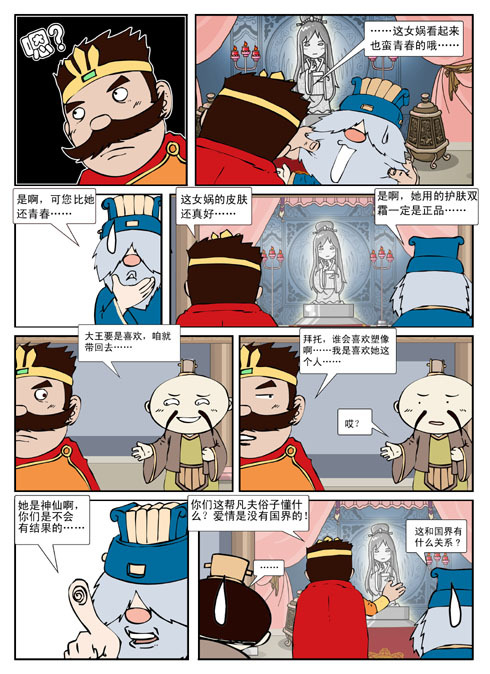 嗯?
……这女娲看起来
也蛮青春的哦……
是啊,可您比她
还青春……
这女娲的皮肤
还真好……
是啊,她用的护肤双
霜一定是正品……
大王要是喜欢,咱就
带回去……
拜托,谁会喜欢塑像
啊……我是喜欢她这
个人……
哎?
她是神仙啊,
你们是不会
有结果的……
你们这帮凡夫俗子懂什
么?爱情是没有国界的!
……
这和国界有
什么关系?